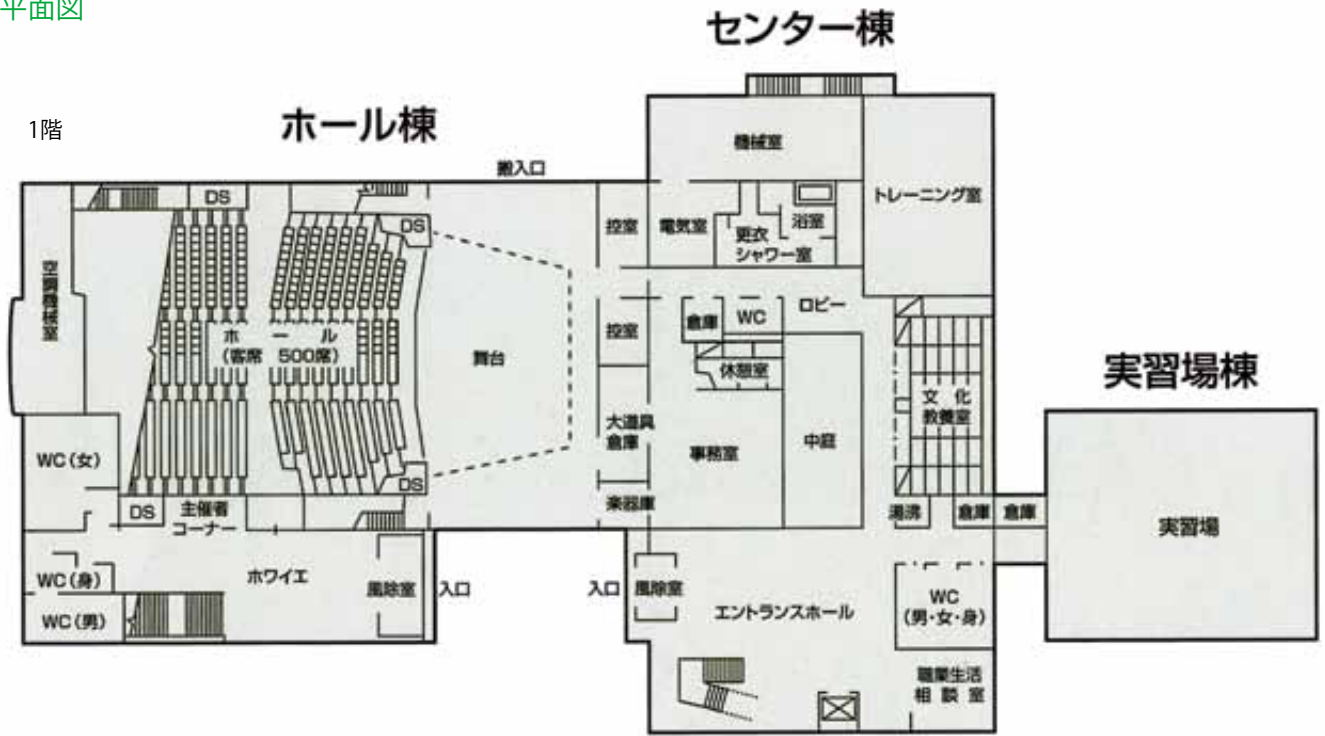 平面図
センター棟
1階
ホール棟
搬入口
機械室
トレーニング室
DS
控室
電気室
浴室
更衣
シャワー室
DS
空調機械室
ロビー
倉庫
WC
控室
ホール
(客席 500席)
舞台
休憩室
実習場棟
文化
教養室
大道具
倉庫
事務室
中庭
WC(女)
DS
DS
主催者
コーナー
楽器庫
湯沸
倉庫
倉庫
実習場
ホワイエ
WC(身)
風除室
入口
入口
風除室
エントランスホール
WC
(男・女・身)
WC(男)
職業生活
相談室